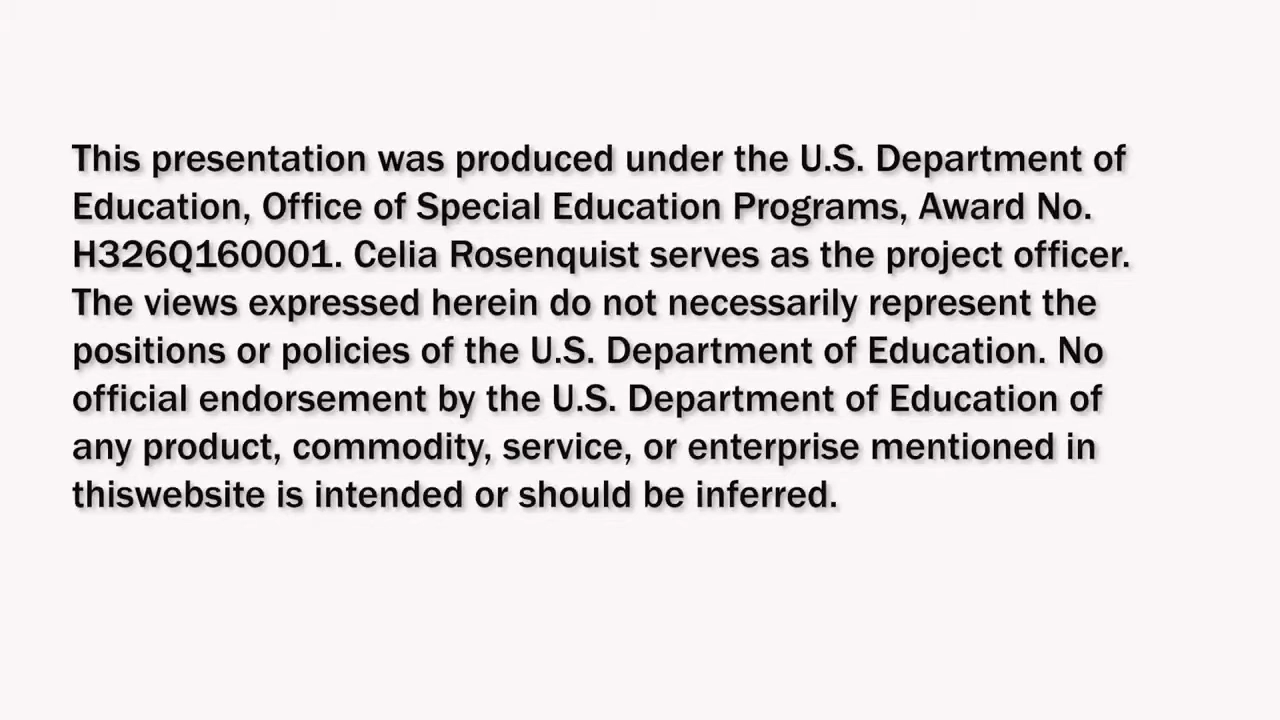 This presentation was produced under the U.S. Department of
Education, Office of Special Education Programs, Award No.
H326Q160001. Celia Rosenquist serves as the project officer.
The views expressed herein do not necessarily represent the
positions or policies of the U.S. Department of Education. No
official endorsement by the U.S. Department of Education of
any product, commodity, service, or enterprise mentioned in
thiswebsite is intended or should be inferred.